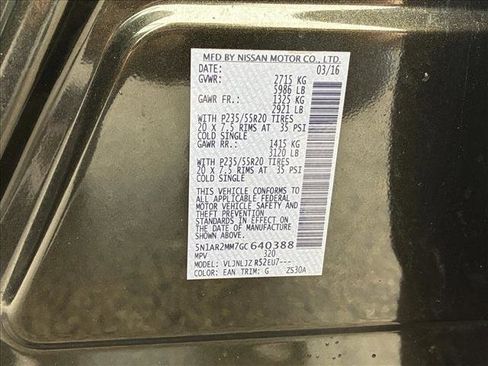 MFD BY NISSAN MOTOR CO., LTD.
DATE: 03/16
GVWR: 2715 KG
5986 LB
GAWR FR.: 1325 KG
2921 LB
WITH P235/55R20 TIRES
20 X 7.5 RIMS AT 35 PSI
COLD SINGLE
GAWR RR.: 1415 KG
3120 LB
WITH P235/55R20 TIRES
20 X 7.5 RIMS AT 35 PSI
COLD SINGLE
THIS VEHICLE CONFORMS TO
ALL APPLICABLE FEDERAL
MOTOR VEHICLE SAFETY AND
THEFT PREVENTION
STANDARDS IN EFFECT ON
THE DATE OF MANUFACTURE
SHOWN ABOVE.
5N1AR2MM7GC640388
MPV 320
MODEL: VLJNLJZ R52EU7---
COLOR: EAN TRIM: G ZS30A